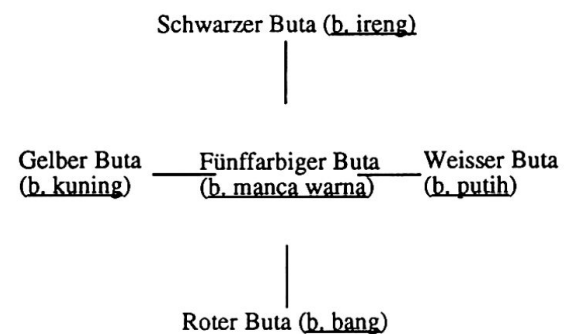 Schwarzer Buta (b. ireng)
Gelber Buta Fünffarbiger Buta Weisser Buta
(b. kuning) (b. manca warna) (b. putih)
Roter Buta (b. bang)